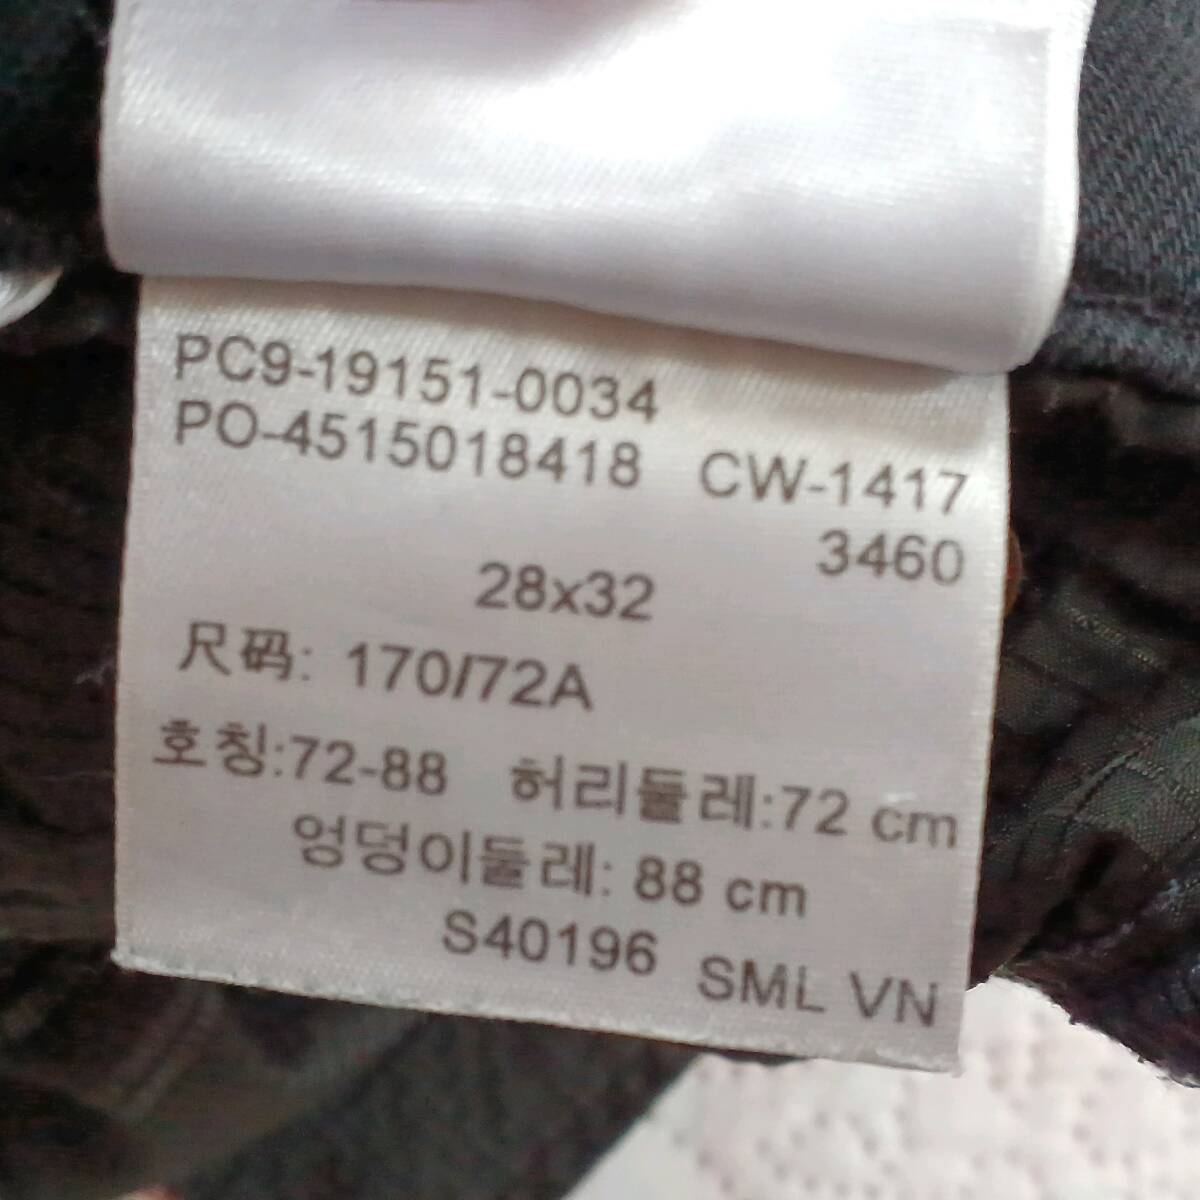 PC9-19151-0034
PO-4515018418 CW-1417
3460
28x32
尺码: 170/72A
호칭:72-88 허리둘레:72 cm
엉덩이둘레: 88 cm
S40196 SML VN